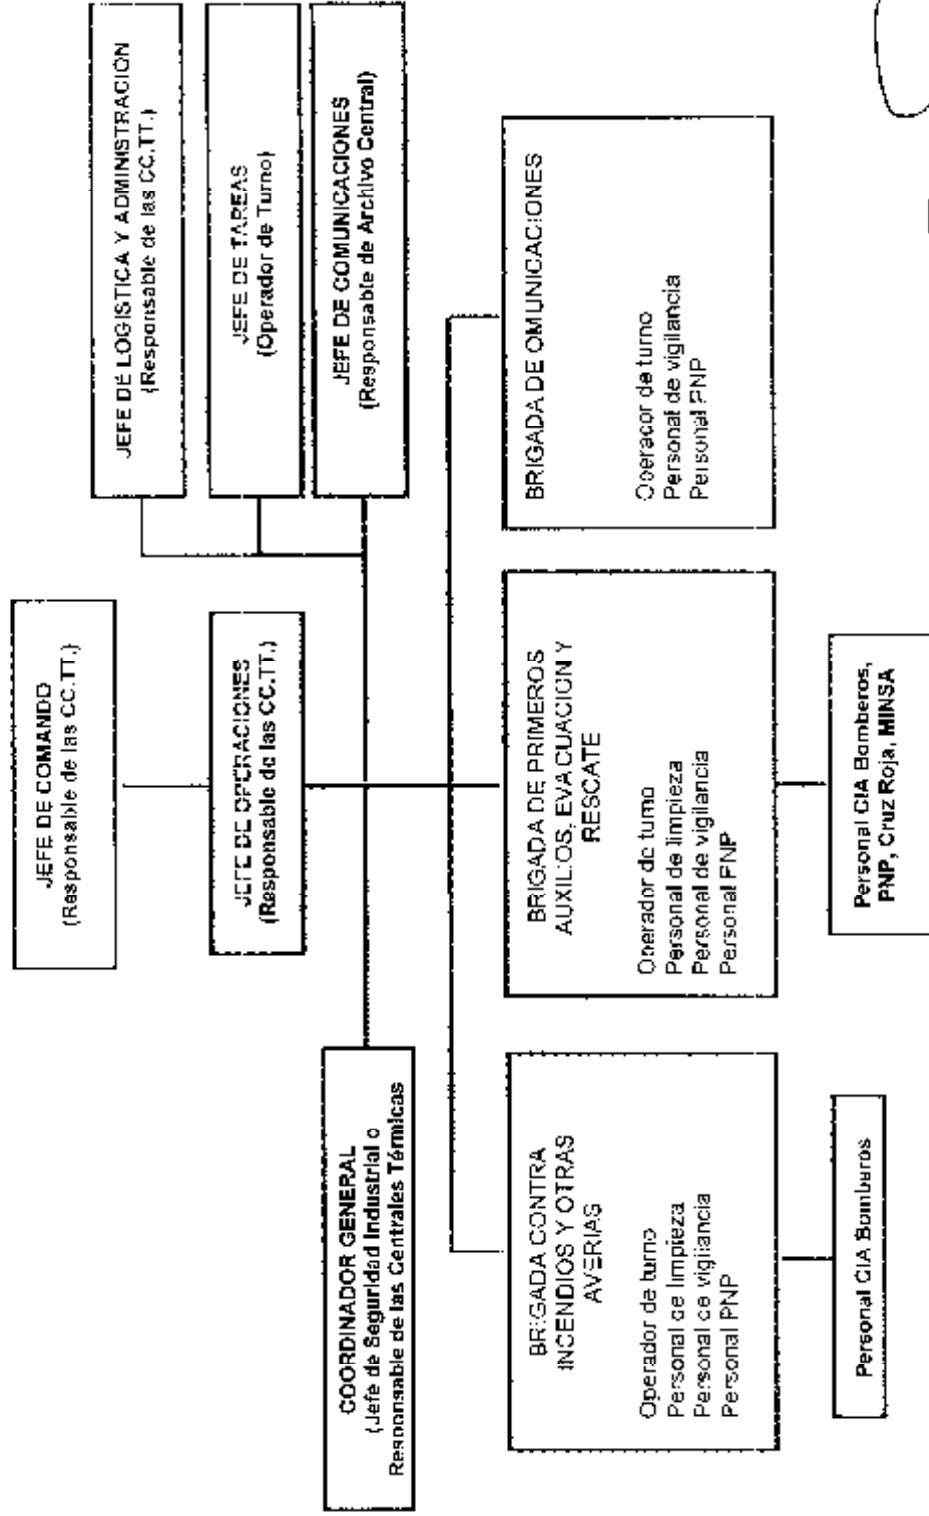 JEFE DE COMANDO
(Responsable de las CC.TT.)
JEFE DE OPERACIONES
(Responsable de las CC.TT.)
JEFE DE LOGISTICA Y ADMINISTRACION
(Responsable de las CC.TT.)
JEFE DE TAREAS
(Operador de Turno)
JEFE DE COMUNICACIONES
(Responsable de Archivo Central)
COORDINADOR GENERAL
(Jefe de Seguridad Industrial o
Responsable de las Centrales Térmicas
BRIGADA CONTRA
INCENDIOS Y OTRAS
AVERIAS
Operador de turno
Personal de limpieza
Personal de vigilancia
Personal PNP
BRIGADA DE PRIMEROS
AUXILIOS, EVACUACION Y
RESCATE
Operador de turno
Personal de limpieza
Personal de vigilancia
Personal PNP
BRIGADA DE OMUNICACIONES
Operador de turno
Personal de vigilancia
Personal PNP
Personal CIA Bomberos
Personal CIA Bomberos,
PNP, Cruz Roja, MINSA